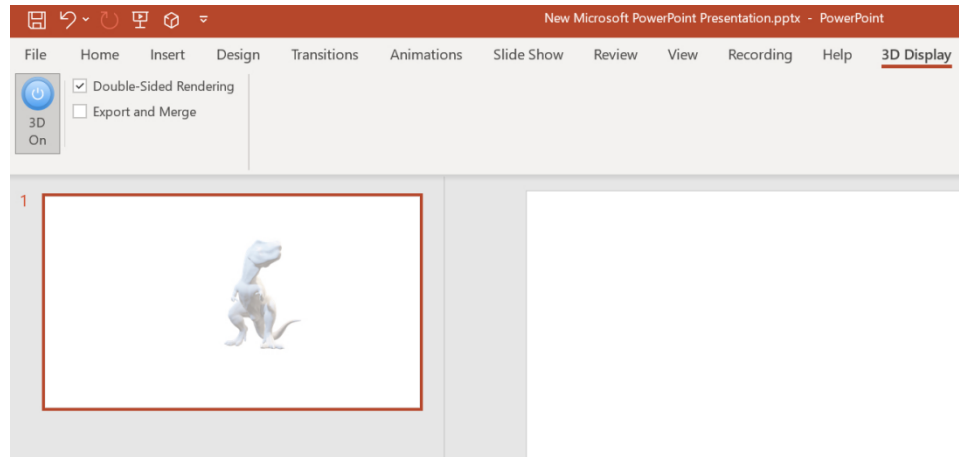 New Microsoft PowerPoint Presentation.pptx - PowerPoint
File Home Insert Design Transitions Animations Slide Show Review View Recording Help 3D Display
3D
On
Double-Sided Rendering
Export and Merge
1